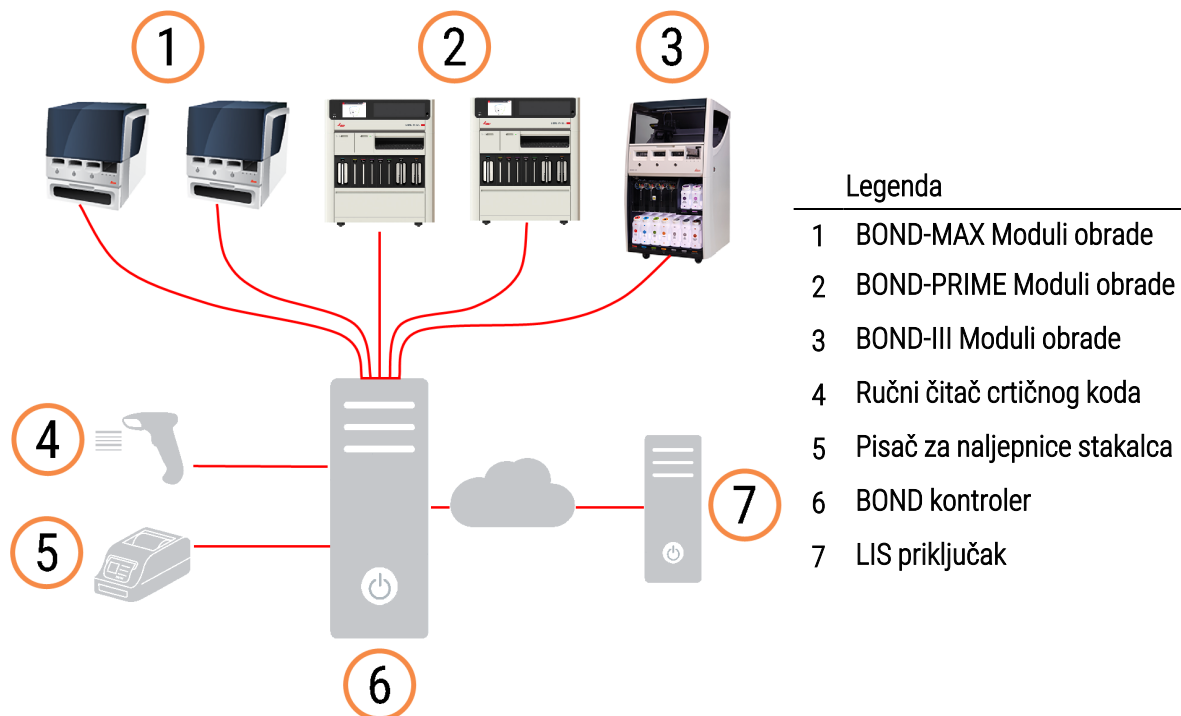 1
2
3
4
5
6
7
Legenda
1 BOND-MAX Moduli obrade
2 BOND-PRIME Moduli obrade
3 BOND-III Moduli obrade
4 Ručni čitač crtičnog koda
5 Pisač za naljepnice stakalca
6 BOND kontroler
7 LIS priključak